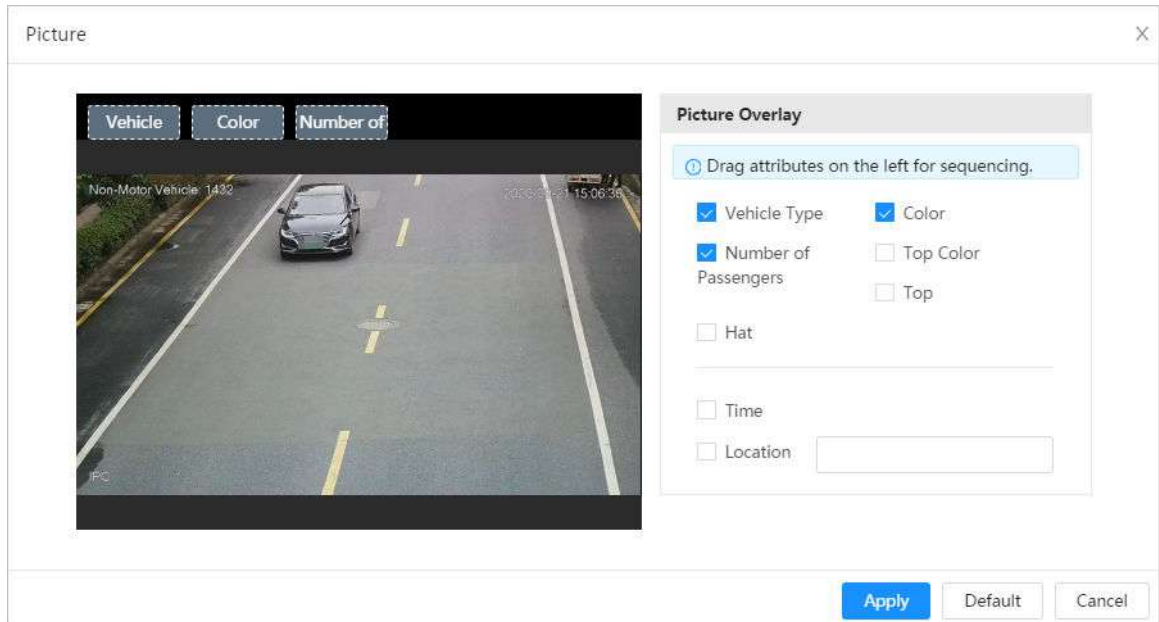 Picture
X
Vehicle Color Number of
Non-Motor Vehicle: 1432
15:06:36
IPC
Picture Overlay
Drag attributes on the left for sequencing.
Vehicle Type Color
Number of Passengers Top Color
Top
Hat
Time
Location
Apply Default Cancel